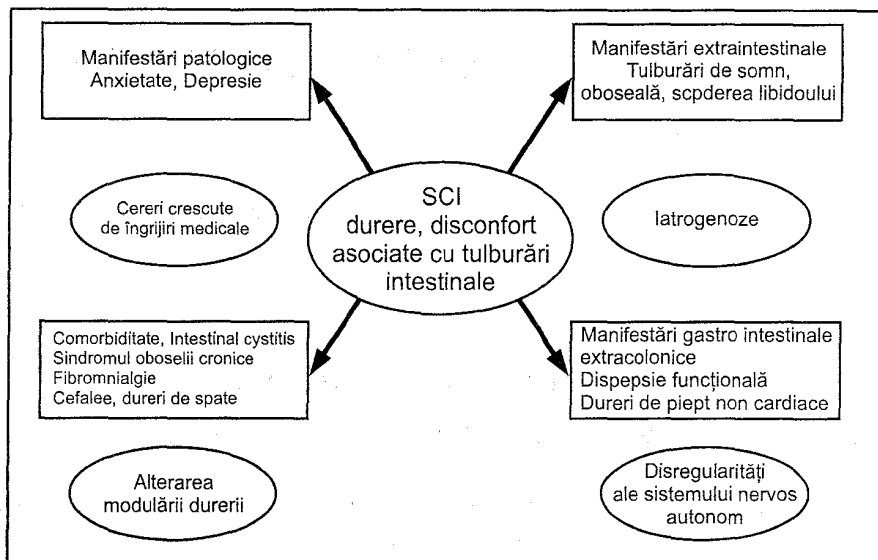 Manifestări patologice
Anxietate, Depresie
Manifestări extraintestinale
Tulburări de somn,
oboseală, scpderea libidoului
Cereri crescute
de îngrijiri medicale
SCI
durere, disconfort
asociate cu tulburări
intestinale
Iatrogenoze
Comorbiditate, Intestinal cystitis
Sindromul oboselii cronice
Fibromnialgie
Cefalee, dureri de spate
Manifestări gastro intestinale
extracolonice
Dispepsie funcțională
Dureri de piept non cardiace
Alterarea
modulării durerii
Disregularități
ale sistemului nervos
autonom